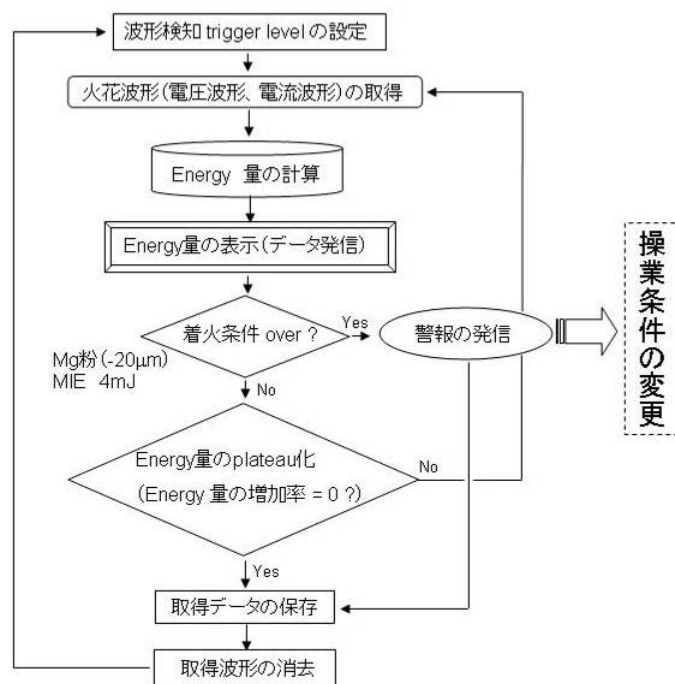 波形検知 trigger level の設定
火花波形(電圧波形、電流波形)の取得
Energy 量の計算
Energy量の表示(データ発信)
着火条件 over ?
Yes
警報の発信
操業条件の変更
Mg粉(-20μm)
MIE 4mJ
No
Energy量のplateau化
(Energy 量の増加率 = 0 ?)
No
Yes
取得データの保存
取得波形の消去